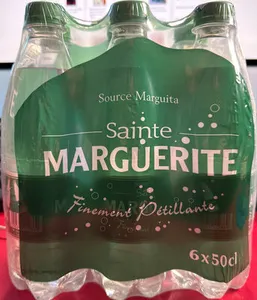 Source Marguita
Sainte
MARGUERITE
Finement Pétillante
6x50cl